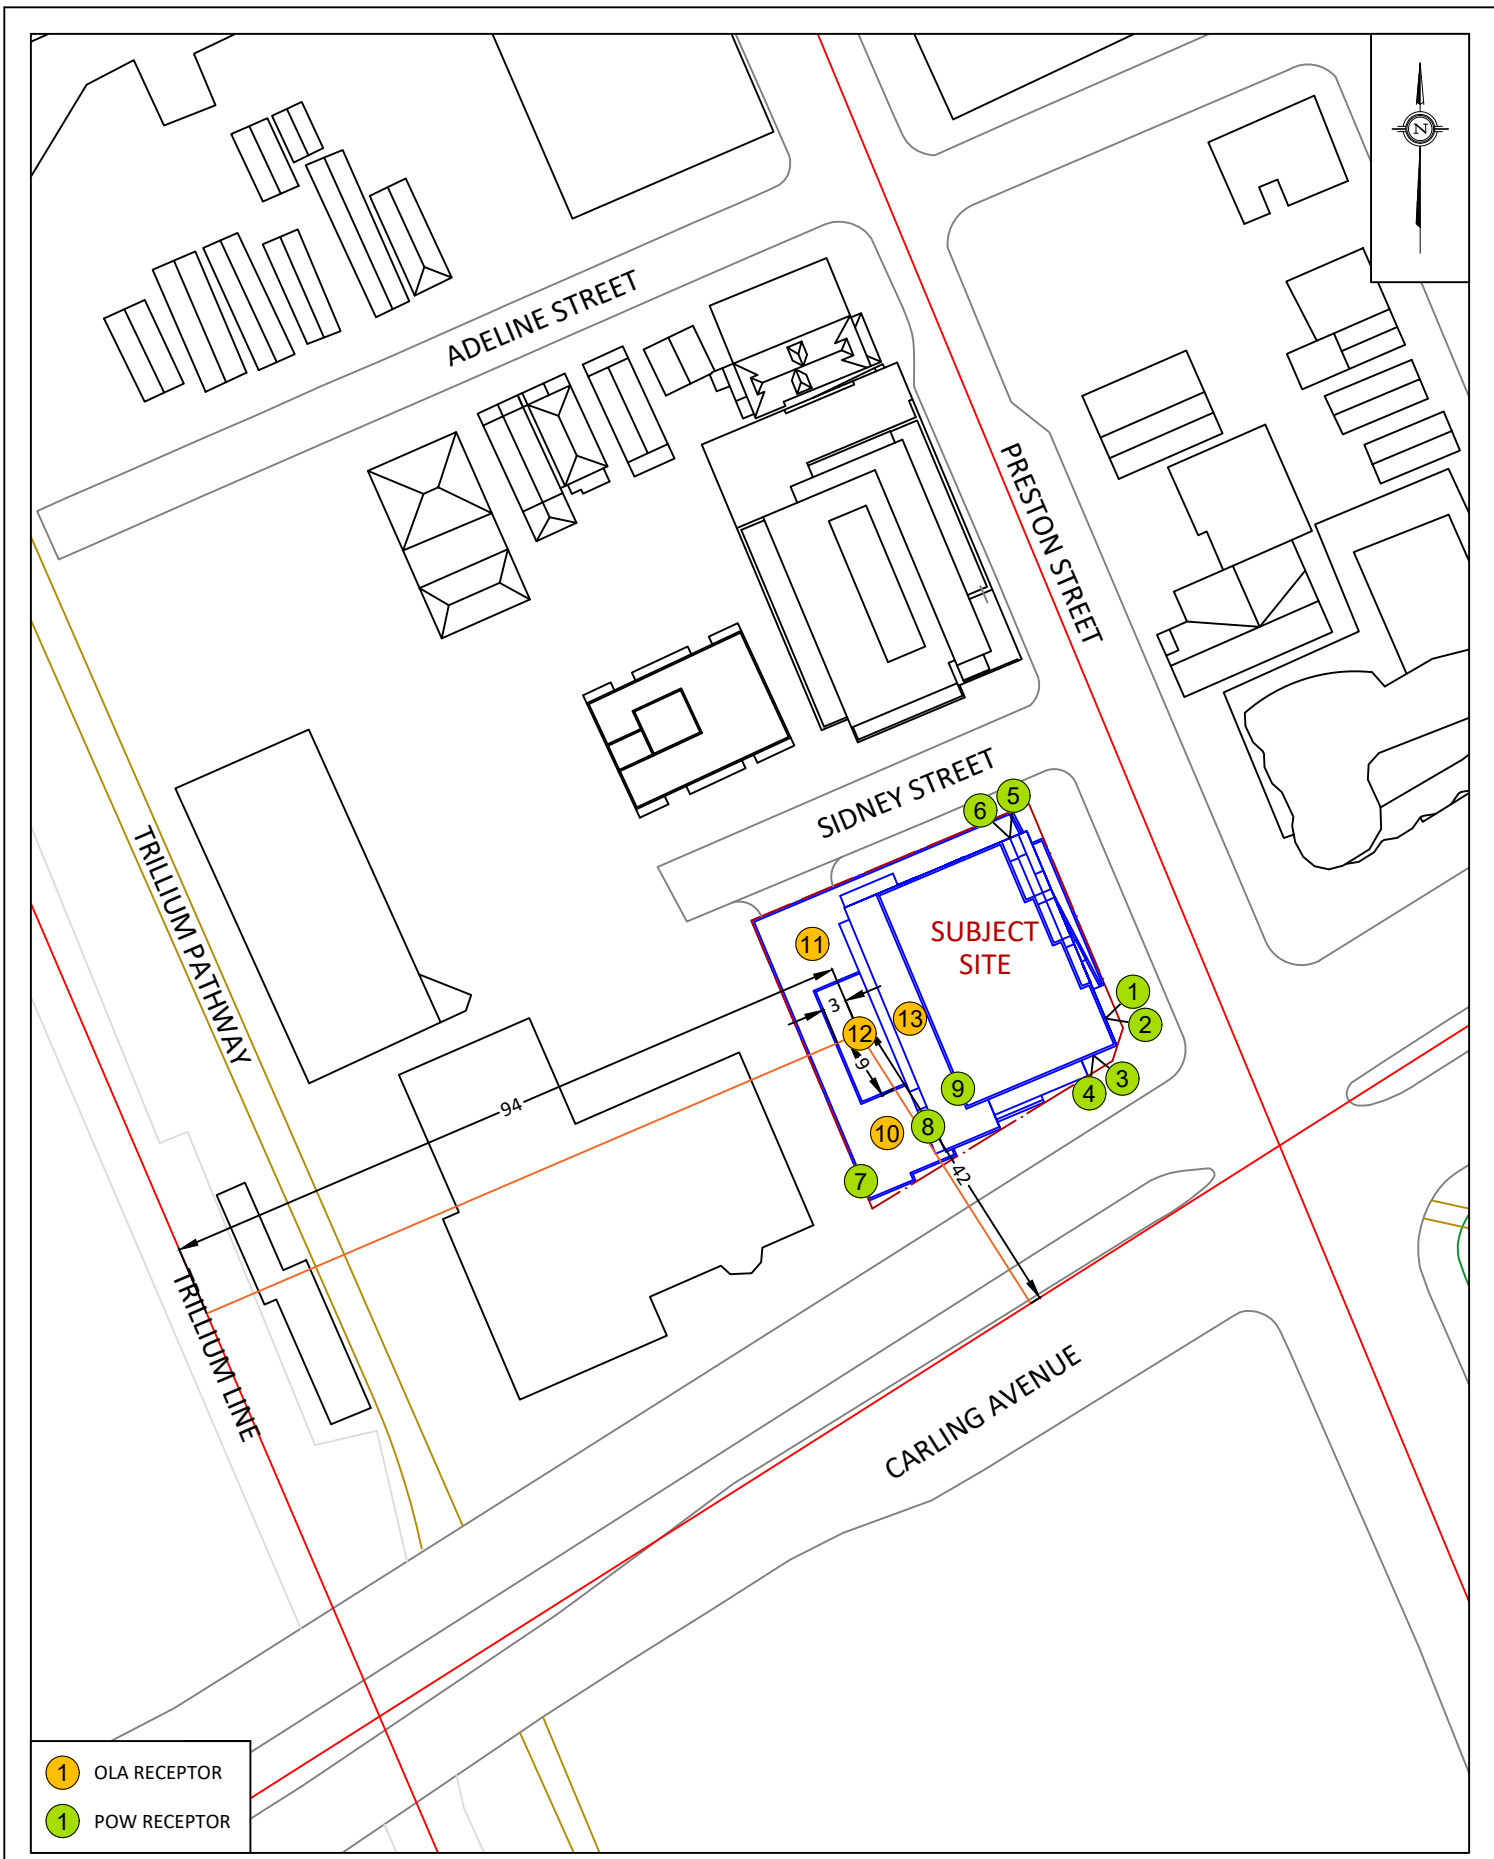 N
ADELINE STREET
PRESTON STREET
SIDNEY STREET
5
6
TRILLIUM PATHWAY
SUBJECT
SITE
11
1
3
13
2
12
9
3
9
4
94
8
10
42
7
TRILLIUM LINE
CARLING AVENUE
1 OLA RECEPTOR
1 POW RECEPTOR